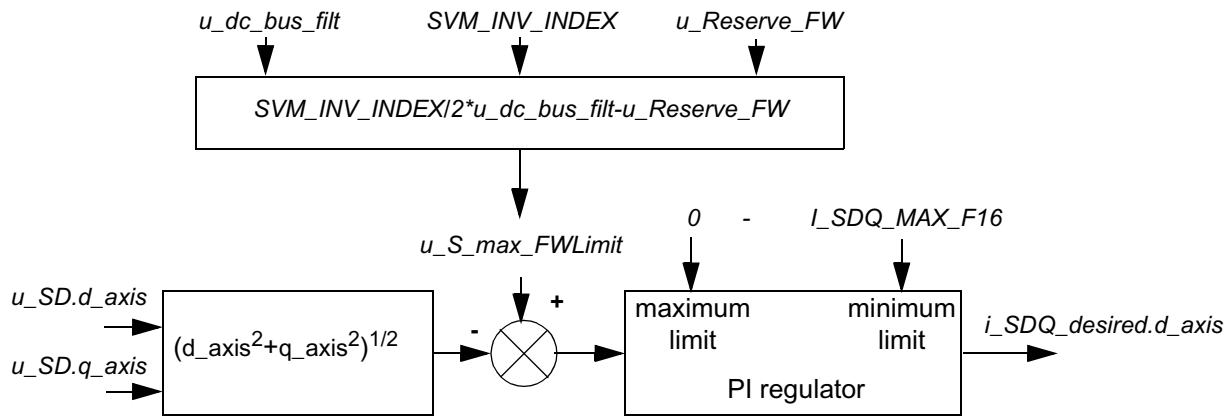 u_dc_bus_filt SVM_INV_INDEX u_Reserve_FW
SVM_INV_INDEX/2*u_dc_bus_filt-u_Reserve_FW
0 - I_SDQ_MAX_F16
u_S_max_FWLimit
u_SD.d_axis + maximum minimum
- limit limit i_SDQ_desired.d_axis
(d_axis²+q_axis²)¹/²
u_SD.q_axis
PI regulator